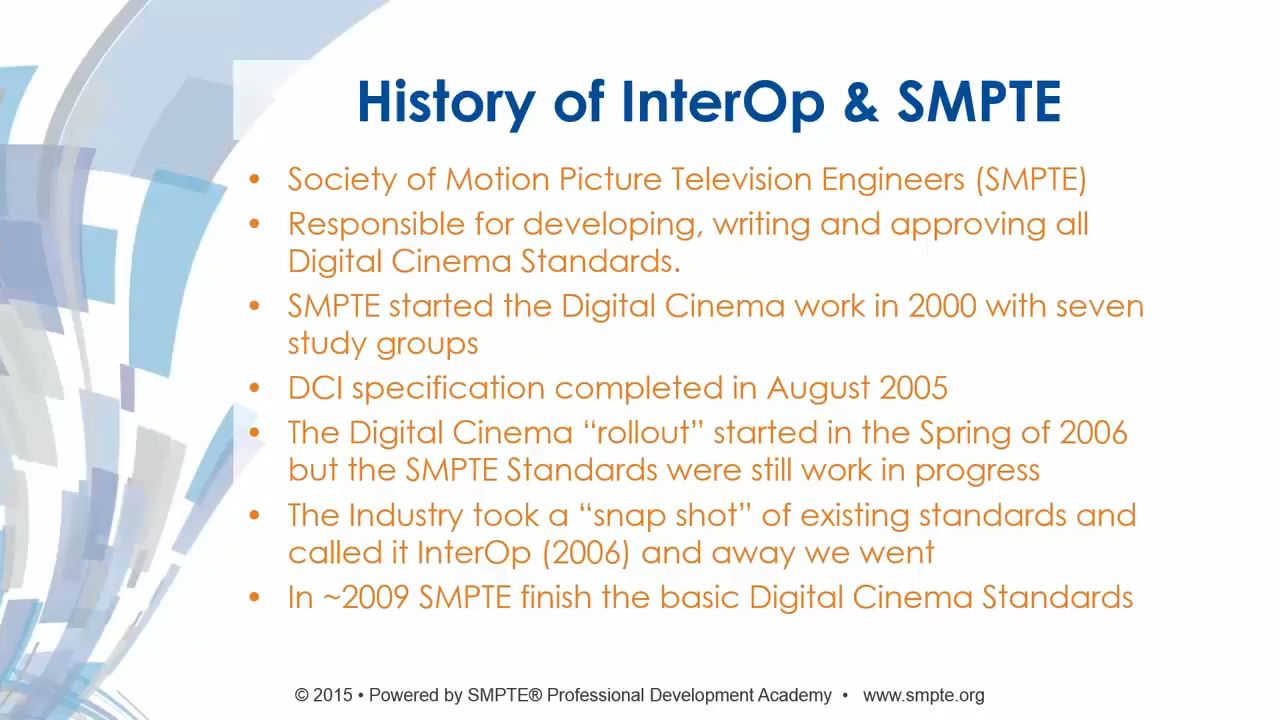 History of InterOp & SMPTE
• Society of Motion Picture Television Engineers (SMPTE)
• Responsible for developing, writing and approving all
Digital Cinema Standards.
• SMPTE started the Digital Cinema work in 2000 with seven
study groups
• DCI specification completed in August 2005
• The Digital Cinema “rollout” started in the Spring of 2006
but the SMPTE Standards were still work in progress
• The Industry took a “snap shot” of existing standards and
called it InterOp (2006) and away we went
• In ~2009 SMPTE finish the basic Digital Cinema Standards
© 2015 • Powered by SMPTE® Professional Development Academy • www.smpte.org